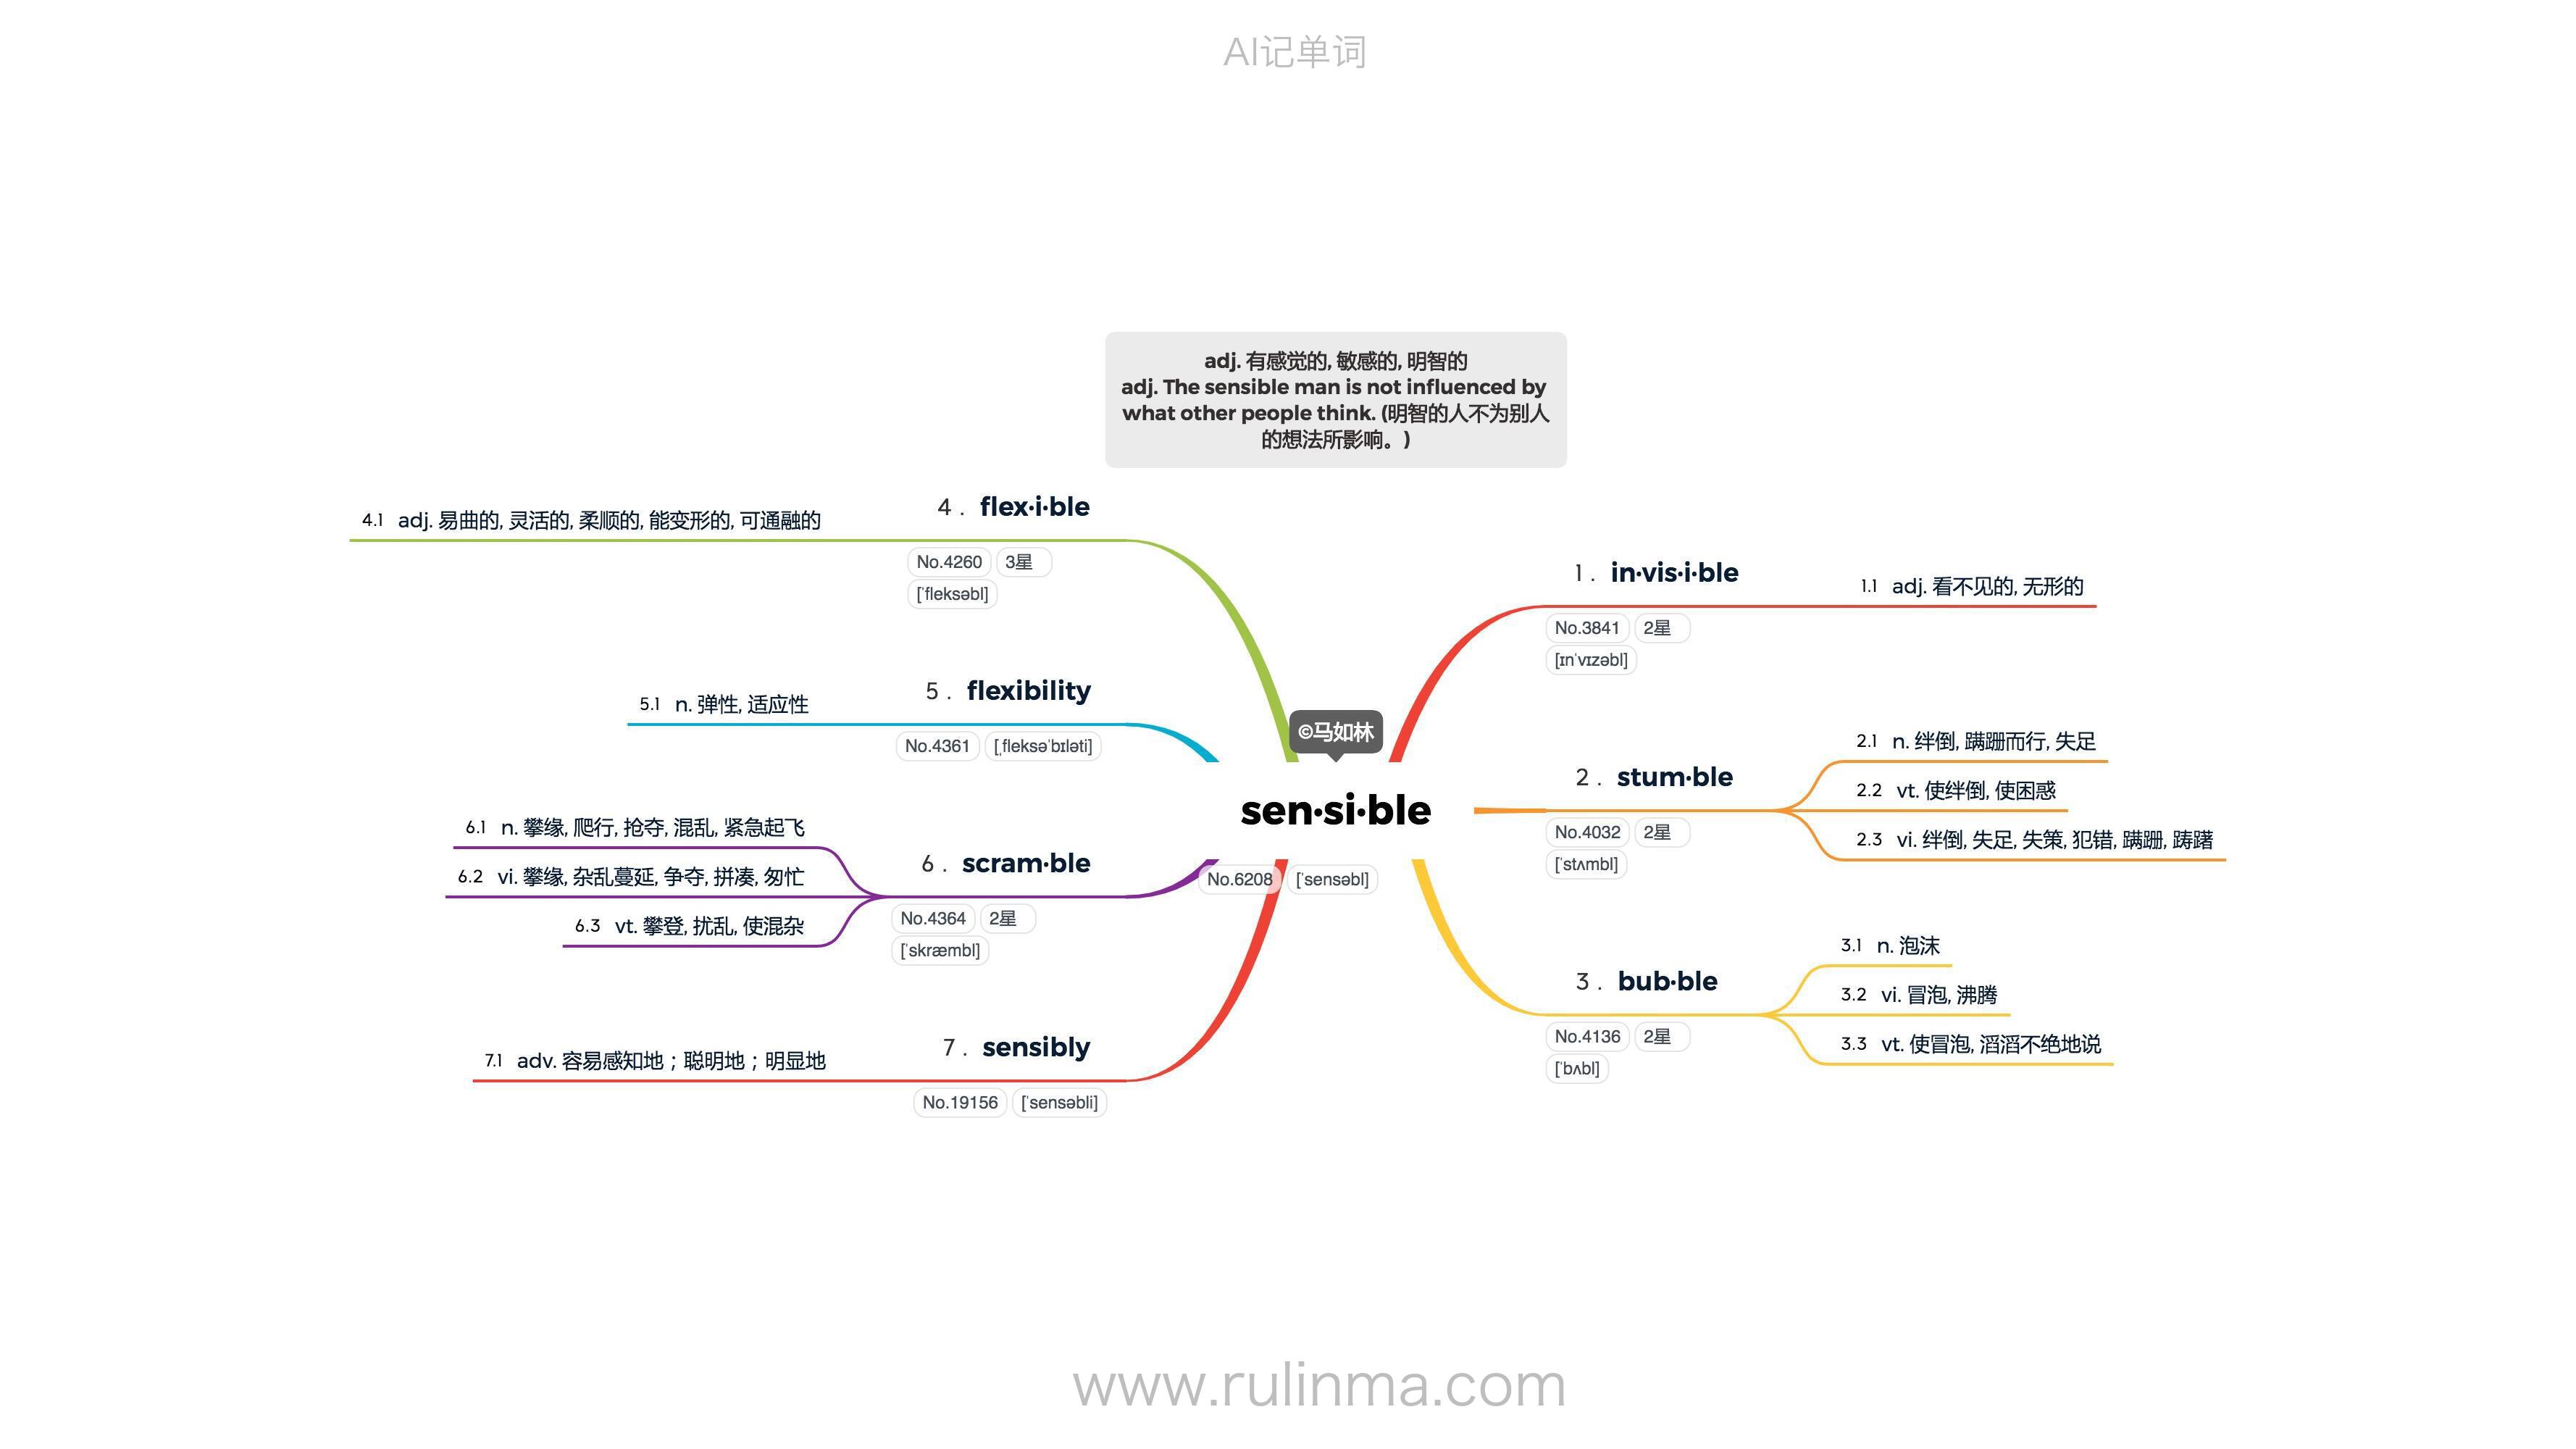 AI记单词
adj. 有感觉的, 敏感的, 明智的
adj. The sensible man is not influenced by
what other people think. (明智的人不为别人
的想法所影响。)
©马如林
sen·si·ble
No.6208 ['sensəbl]
1 . in·vis·i·ble
No.3841 2星
[ɪn'vɪzəbl]
1.1 adj. 看不见的, 无形的
2 . stum·ble
No.4032 2星
['stʌmbl]
2.1 n. 绊倒, 蹒跚而行, 失足
2.2 vt. 使绊倒, 使困惑
2.3 vi. 绊倒, 失足, 失策, 犯错, 蹒跚, 踌躇
3 . bub·ble
No.4136 2星
['bʌbl]
3.1 n. 泡沫
3.2 vi. 冒泡, 沸腾
3.3 vt. 使冒泡, 滔滔不绝地说
4 . flex·i·ble
No.4260 3星
['fleksəbl]
4.1 adj. 易曲的, 灵活的, 柔顺的, 能变形的, 可通融的
5 . flexibility
No.4361 [ˌfleksə'bɪləti]
5.1 n. 弹性, 适应性
6 . scram·ble
No.4364 2星
['skræmbl]
6.1 n. 攀缘, 爬行, 抢夺, 混乱, 紧急起飞
6.2 vi. 攀缘, 杂乱蔓延, 争夺, 拼凑, 匆忙
6.3 vt. 攀登, 扰乱, 使混杂
7 . sensibly
No.19156 ['sensəbli]
7.1 adv. 容易感知地；聪明地；明显地
www.rulinma.com